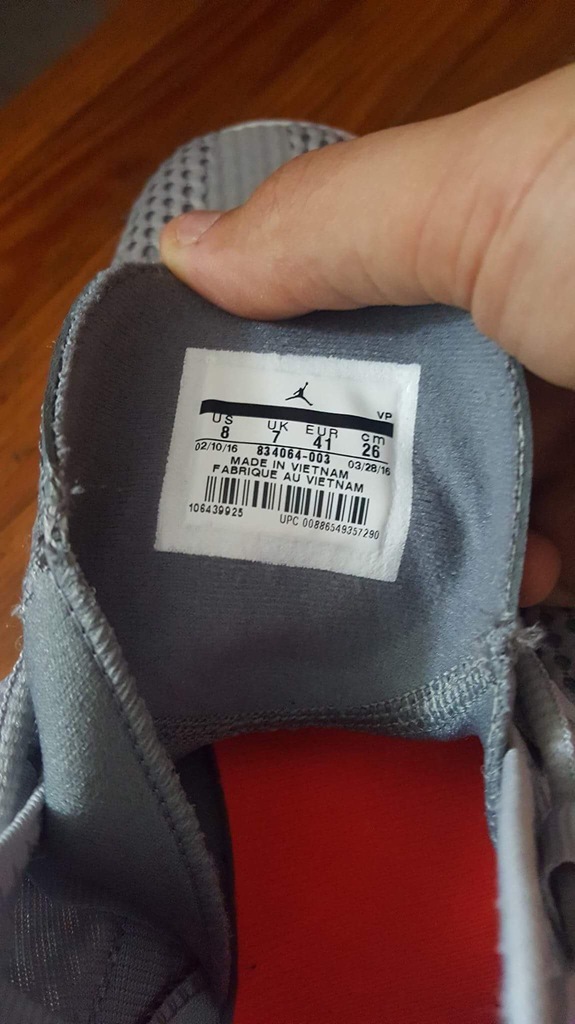 VP
US UK EUR cm
8 7 41 26
02/10/16 834064-003 03/28/16
MADE IN VIETNAM
FABRIQUE AU VIETNAM
106439925 UPC 00886549357290